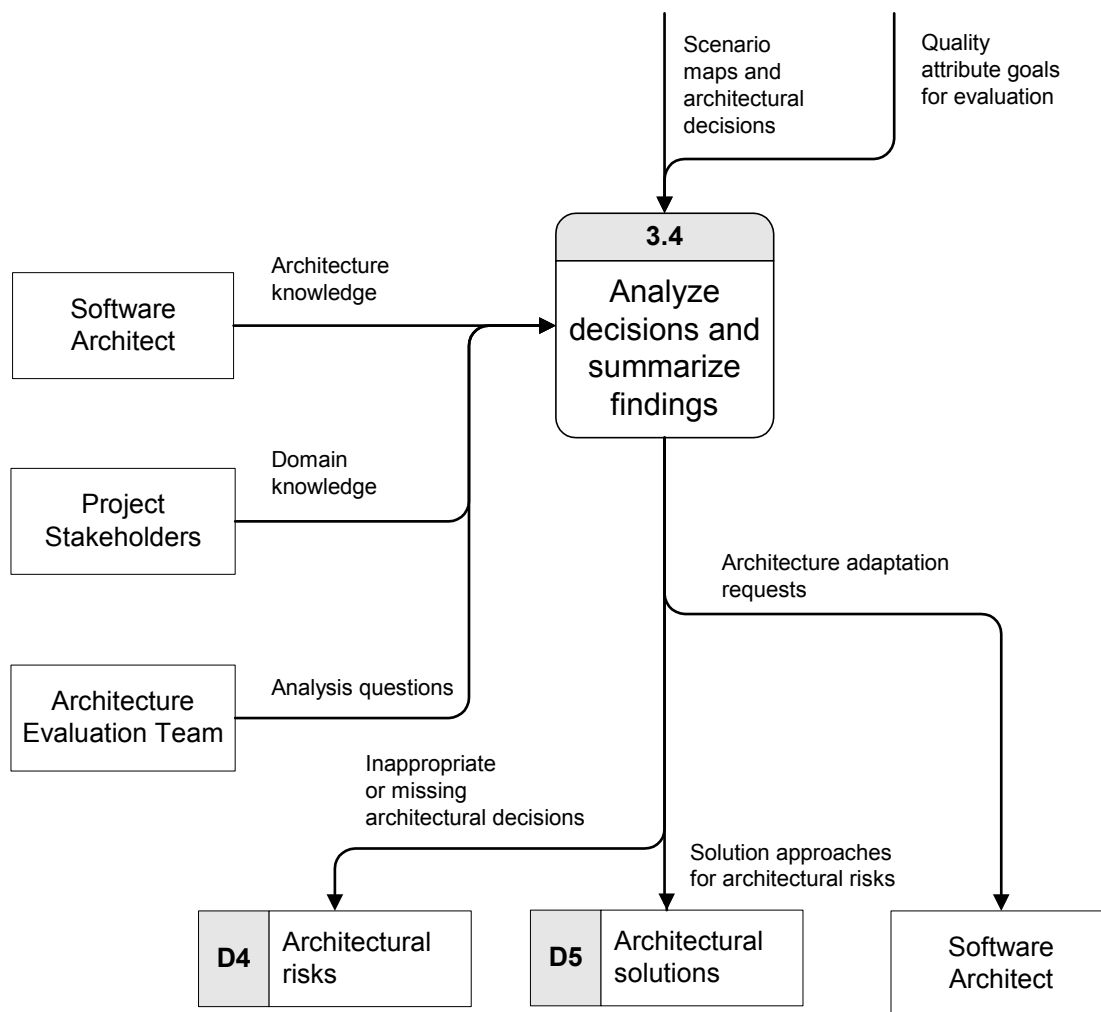 Scenario
maps and
architectural
decisions
Quality
attribute goals
for evaluation
3.4
Analyze
decisions and
summarize
findings
Architecture
knowledge
Software
Architect
Domain
knowledge
Project
Stakeholders
Analysis questions
Architecture
Evaluation Team
Architecture adaptation
requests
Inappropriate
or missing
architectural decisions
Solution approaches
for architectural risks
D4
Architectural
risks
D5
Architectural
solutions
Software
Architect